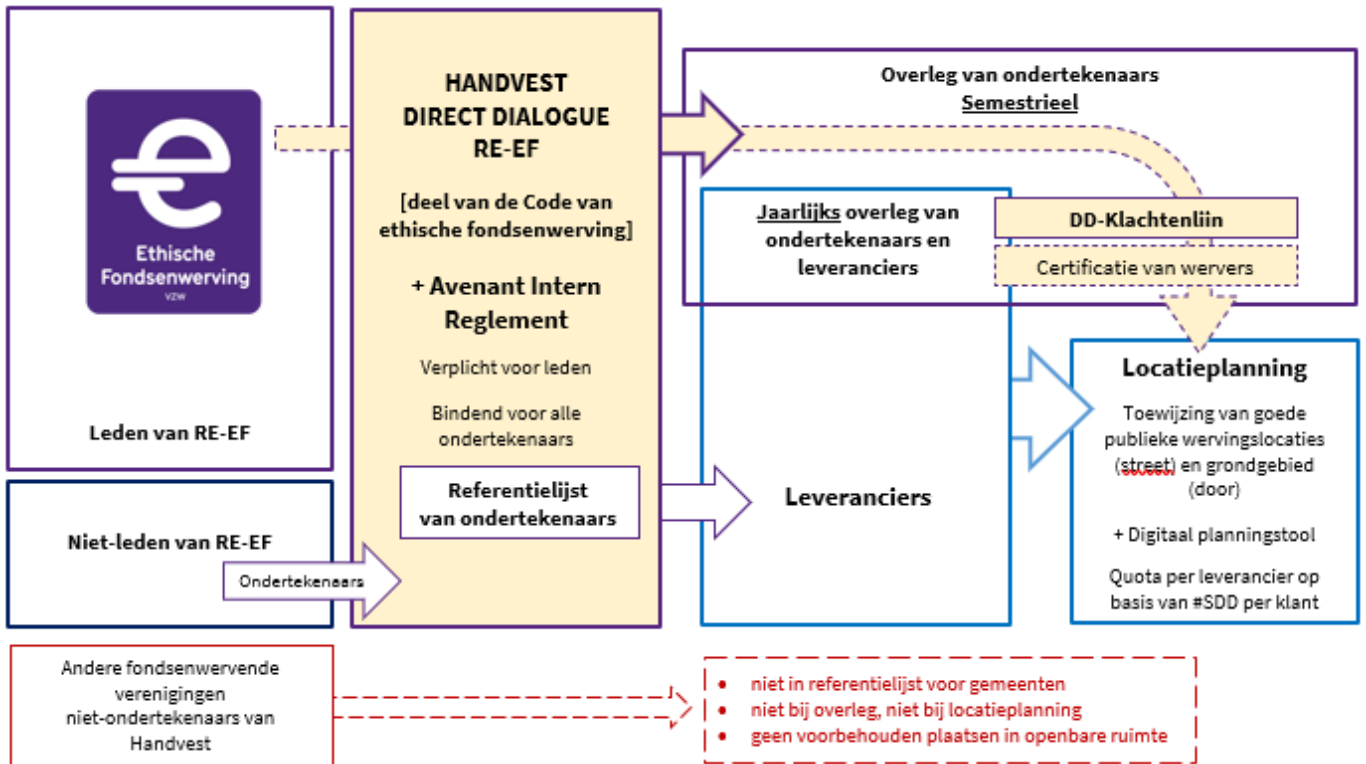 Ethische
Fondsenwerving
vzw
Leden van RE-EF
Niet-leden van RE-EF
Ondertekenaars
HANDVEST
DIRECT DIALOGUE
RE-EF
[deel van de Code van
ethische fondsenwerving]
+ Avenant Intern
Reglement
Verplicht voor leden
Bindend voor alle
ondertekenaars
Referentielijst
van ondertekenaars
Overleg van ondertekenaars
Semestrieel
Jaarlijks overleg van
ondertekenaars en
leveranciers
DD-Klachtenliin
Certificatie van wervers
Leveranciers
Locatieplanning
Toewijzing van goede
publieke wervingslocaties
(street) en grondgebied
(door)
+ Digitaal planningstool
Quota per leverancier op
basis van #SDD per klant
Andere fondsenwervende
verenigingen
niet-ondertekenaars van
Handvest
• niet in referentielijst voor gemeenten
• niet bij overleg, niet bij locatieplanning
• geen voorbehouden plaatsen in openbare ruimte